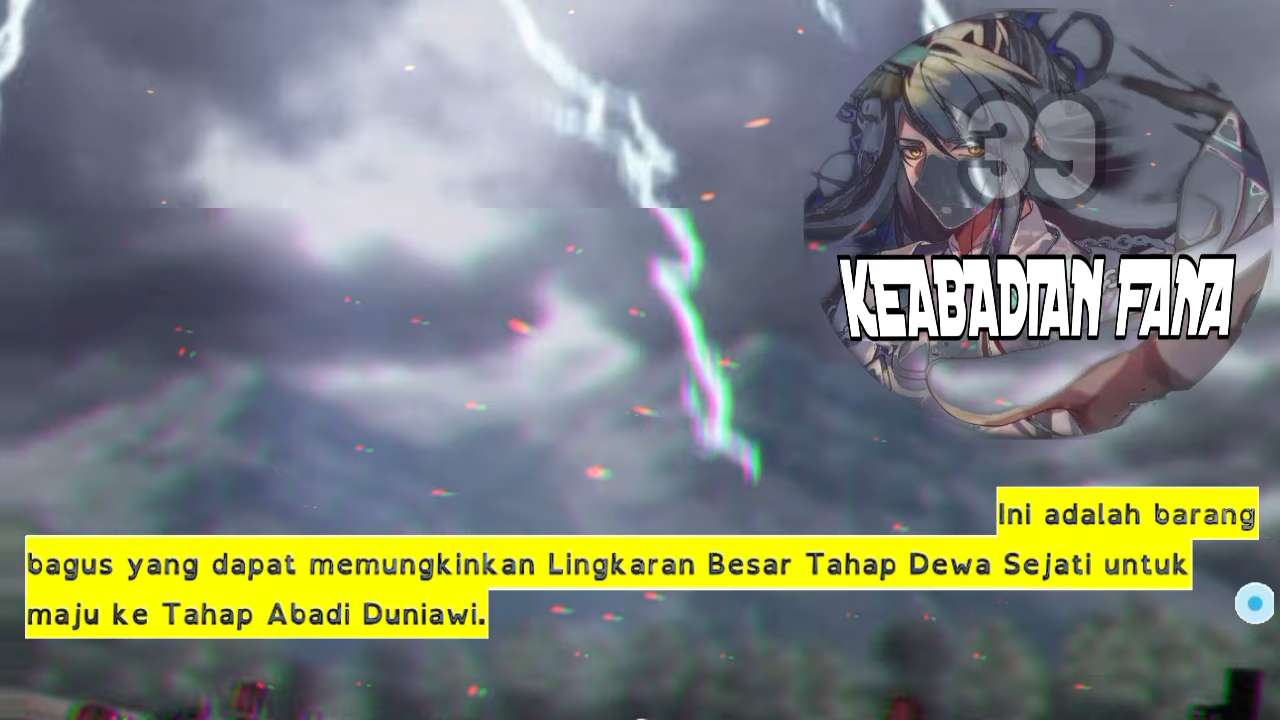 39
KEABADIAN FANA
Ini adalah barang
bagus yang dapat memungkinkan Lingkaran Besar Tahap Dewa Sejati untuk
maju ke Tahap Abadi Duniawi.